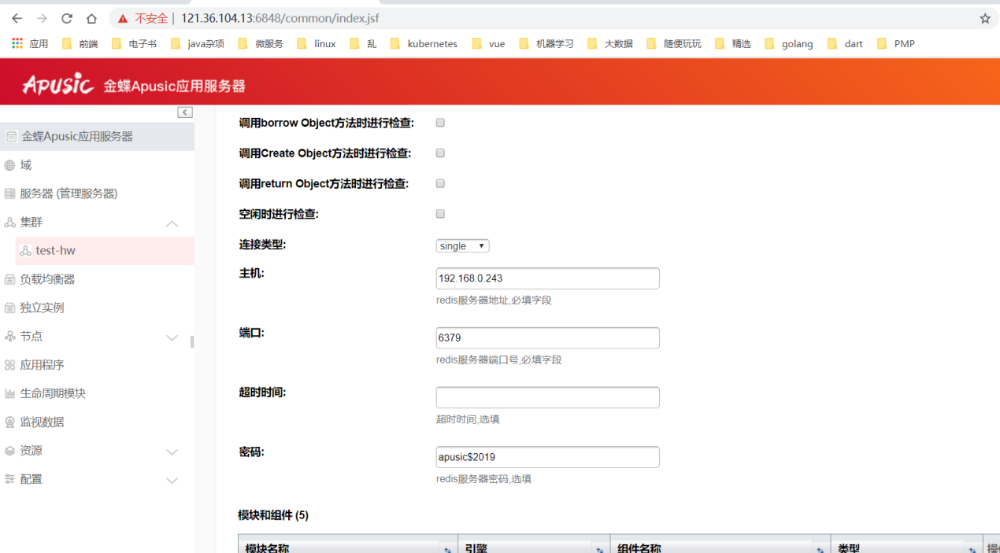 不安全 | 121.36.104.13:6848/common/index.jsf
应用 前端 电子书 java杂项 微服务 linux 乱 kubernetes vue 机器学习 大数据 随便玩玩 精选 golang dart PMP
APUSIC 金蝶Apusic应用服务器
金蝶Apusic应用服务器
域
服务器 (管理服务器)
集群
test-hw
负载均衡器
独立实例
节点
应用程序
生命周期模块
监视数据
资源
配置
调用borrow Object方法时进行检查:
调用Create Object方法时进行检查:
调用return Object方法时进行检查:
空闲时进行检查:
连接类型: single
主机: 192.168.0.243
redis服务器地址,必填字段
端口: 6379
redis服务器端口号,必填字段
超时时间:
超时时间,选填
密码: apusic$2019
redis服务器密码,选填
模块和组件 (5)
模块名称 引擎 组件名称 类型